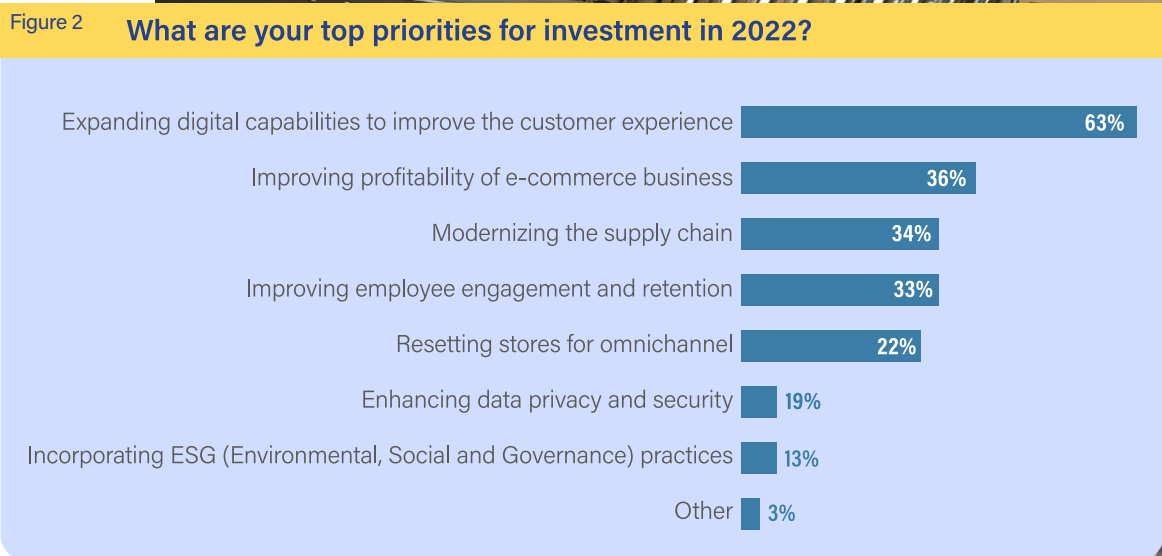 Figure 2
What are your top priorities for investment in 2022?
Expanding digital capabilities to improve the customer experience 63%
Improving profitability of e-commerce business 36%
Modernizing the supply chain 34%
Improving employee engagement and retention 33%
Resetting stores for omnichannel 22%
Enhancing data privacy and security 19%
Incorporating ESG (Environmental, Social and Governance) practices 13%
Other 3%